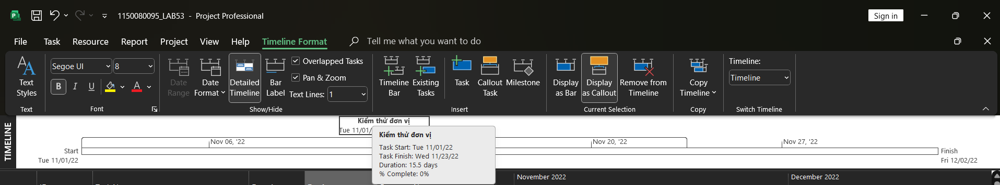 1150080095_LAB53 - Project Professional
Sign in
File Task Resource Report Project View Help Timeline Format Tell me what you want to do
Text Styles
Text
Segoe UI 8
B I U A
Font
Date Range
Date Format
Detailed Timeline
Bar Label
Overlapped Tasks
Pan & Zoom
Text Lines: 1
Show/Hide
Timeline Bar
Existing Tasks
Task
Callout Task
Milestone
Insert
Display as Bar
Display as Callout
Remove from Timeline
Current Selection
Copy Timeline
Copy
Timeline:
Timeline
Switch Timeline
TIMELINE
Kiểm thử đơn vị
Tue 11/01/
Nov 06, '22
Nov 20, '22
Nov 27, '22
Start
Tue 11/01/22
Finish
Fri 12/02/22
Kiểm thử đơn vị
Task Start: Tue 11/01/22
Task Finish: Wed 11/23/22
Duration: 15.5 days
% Complete: 0%
November 2022
December 2022